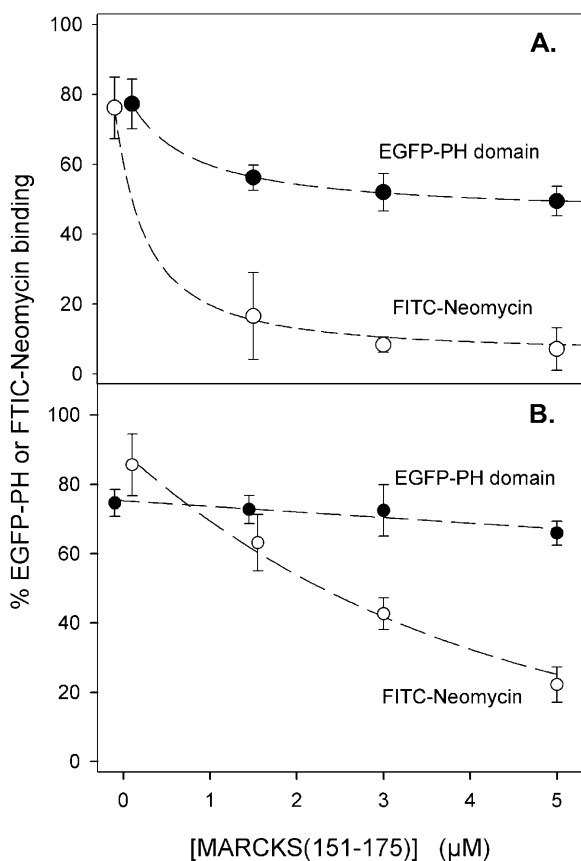 % EGFP-PH or FTIC-Neomycin binding
A.
100
80
60
40
20
0
EGFP-PH domain
FITC-Neomycin
B.
100
80
60
40
20
0
EGFP-PH domain
FITC-Neomycin
0 1 2 3 4 5
[MARCKS(151-175)] (μM)